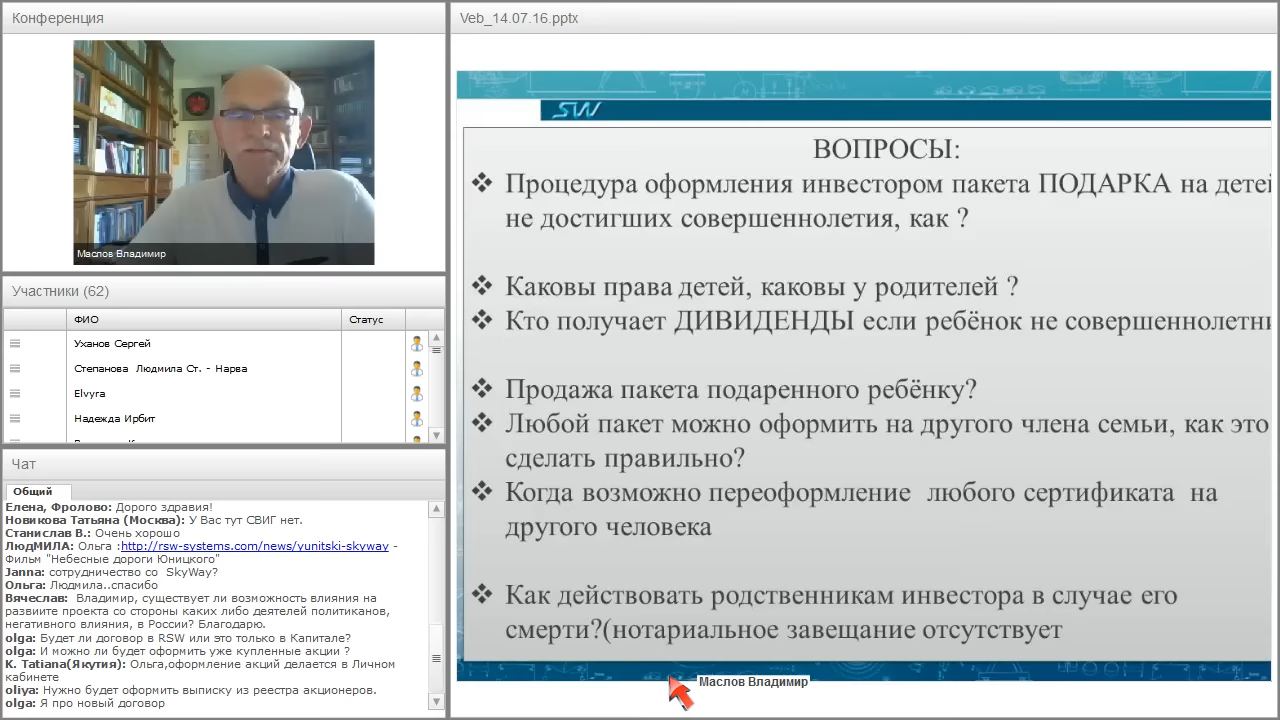 Конференция
Маслов Владимир
Участники (62)
ФИО
Статус
Уханов Сергей
Степанова Людмила Ст. - Нарва
Elvyra
Надежда Ирбит
Чат
Общий
Елена, Фролово: Дорого здравия!
Новикова Татьяна (Москва): У Вас тут СВИГ нет.
Станислав В.: Очень хорошо
ЛюдМИЛА: Ольга :http://rsw-systems.com/news/yunitski-skyway -
Фильм "Небесные дороги Юницкого"
Janna: сотрудничество со SkyWay?
Ольга: Людмила..спасибо
Вячеслав: Владимир, существует ли возможность влияния на
развиите проекта со стороны каких либо деятелей политиканов,
негативного влияния, в России? Благодарю.
olga: Будет ли договор в RSW или это только в Капитале?
olga: И можно ли будет оформить уже купленные акции ?
K. Tatiana(Якутия): Ольга,оформление акций делается в Личном
кабинете
oliya: Нужно будет оформить выписку из реестра акционеров.
olga: Я про новый договор
Veb_14.07.16.pptx
SW
ВОПРОСЫ:
❖ Процедура оформления инвестором пакета ПОДАРКА на детей
не достигших совершеннолетия, как ?
❖ Каковы права детей, каковы у родителей ?
❖ Кто получает ДИВИДЕНДЫ если ребёнок не совершеннолетни
❖ Продажа пакета подаренного ребёнку?
❖ Любой пакет можно оформить на другого члена семьи, как это
сделать правильно?
❖ Когда возможно переоформление любого сертификата на
другого человека
❖ Как действовать родственникам инвестора в случае его
смерти?(нотариальное завещание отсутствует
Маслов Владимир